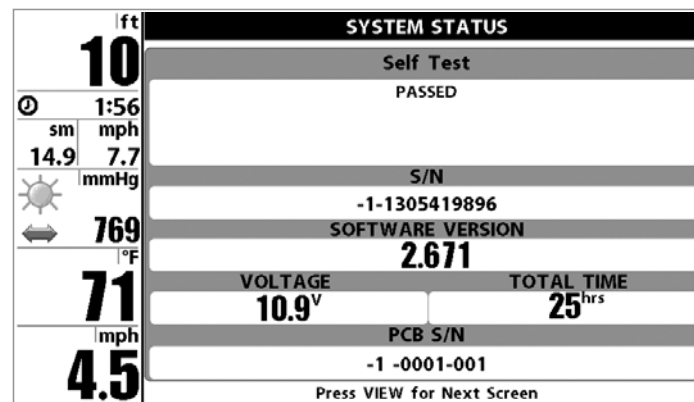 ft
10
1:56
sm mph
14.9 7.7
mmHg
769
°F
71
mph
4.5
SYSTEM STATUS
Self Test
PASSED
S/N
-1-1305419896
SOFTWARE VERSION
2.671
VOLTAGE TOTAL TIME
10.9V 25hrs
PCB S/N
-1 -0001-001
Press VIEW for Next Screen